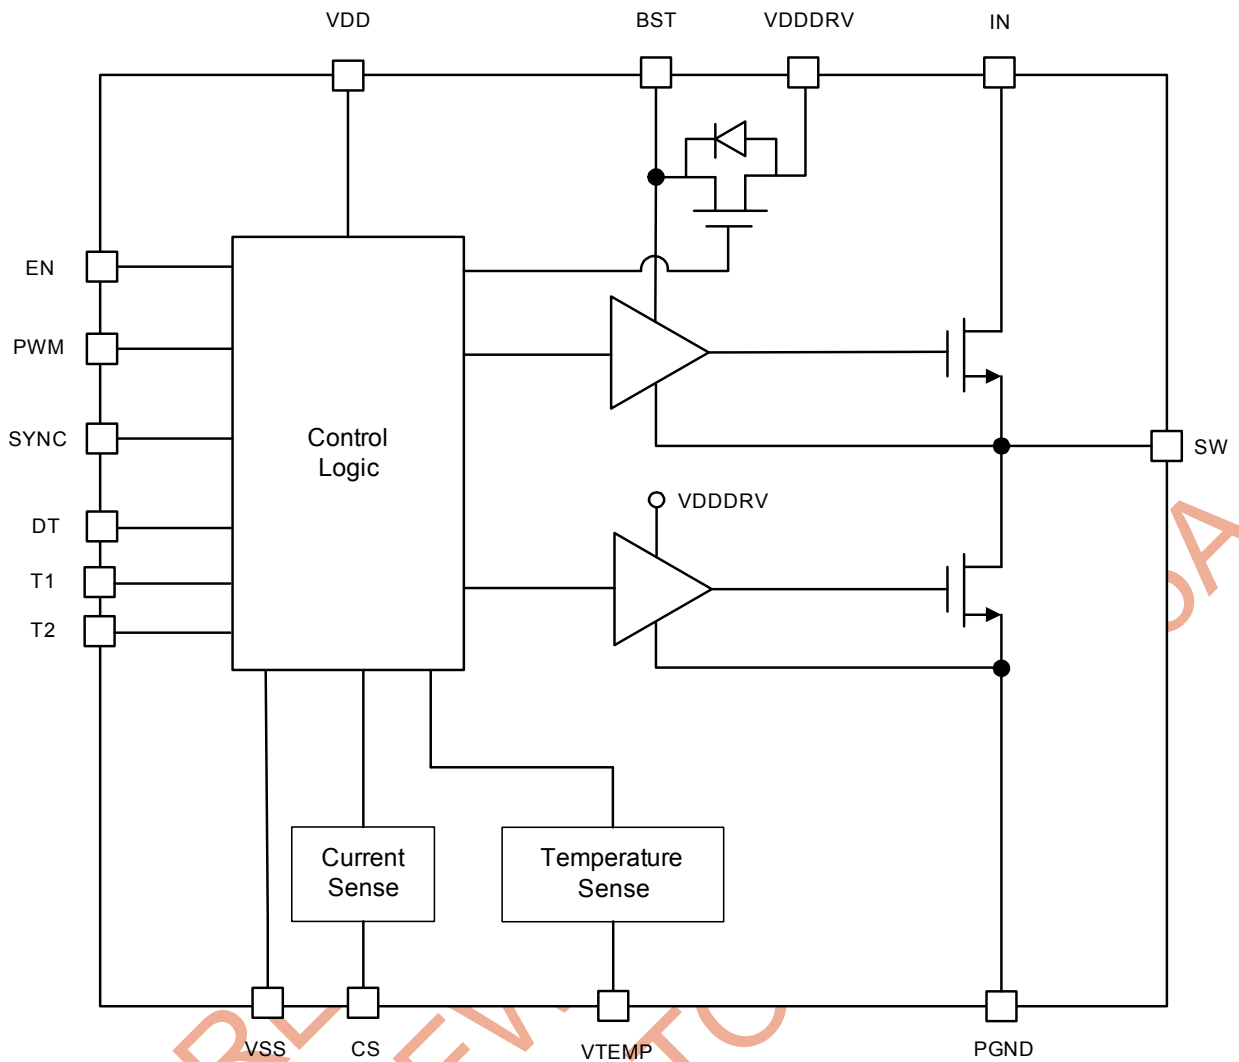 VDD
BST
VDDDRV
IN
EN
PWM
SYNC
DT
T1
T2
Control
Logic
SW
VDDDRV
Current
Sense
Temperature
Sense
VSS
CS
VTEMP
PGND